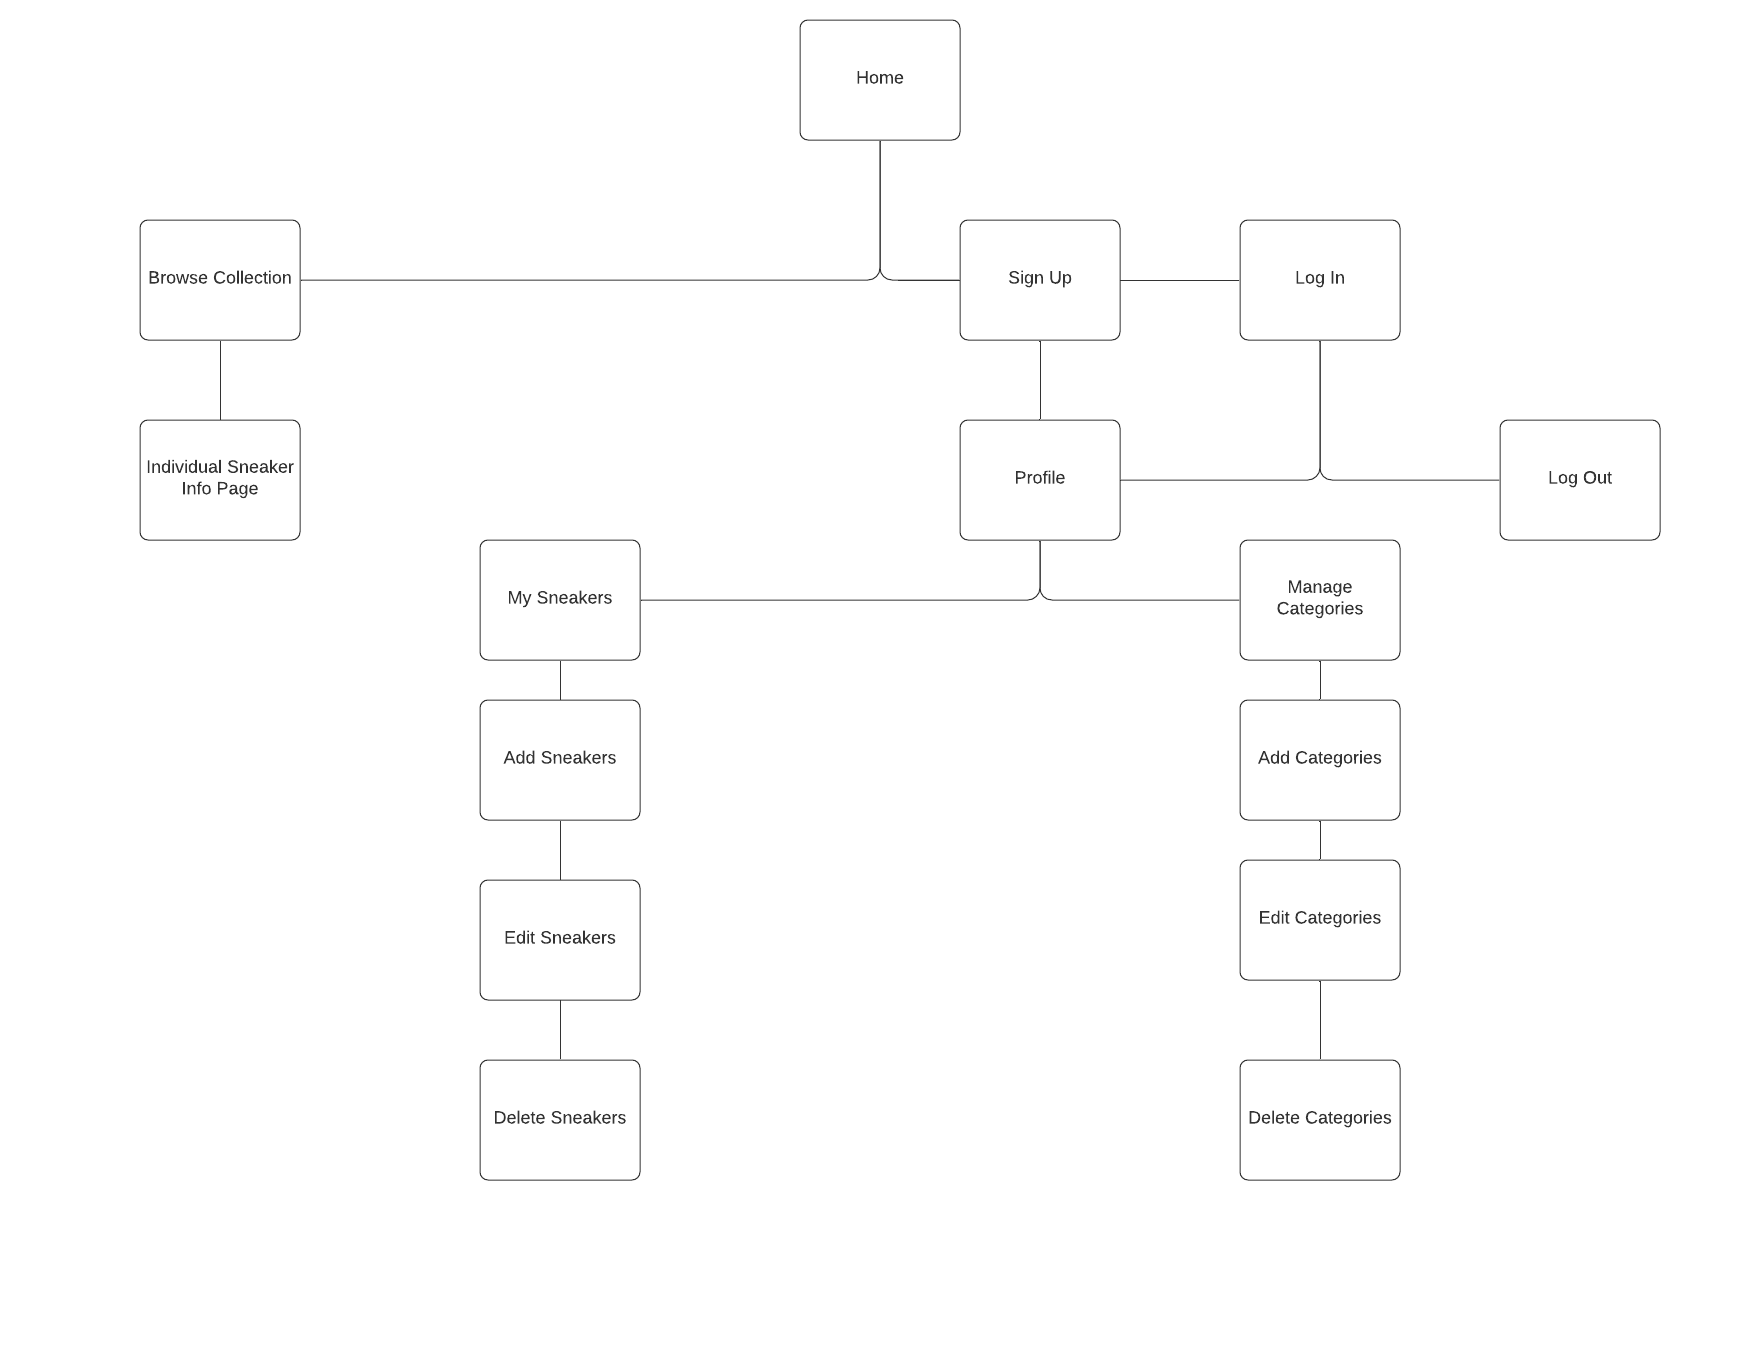 Home
Browse Collection
Sign Up
Log In
Individual Sneaker
Info Page
Profile
Log Out
My Sneakers
Manage
Categories
Add Sneakers
Add Categories
Edit Sneakers
Edit Categories
Delete Sneakers
Delete Categories